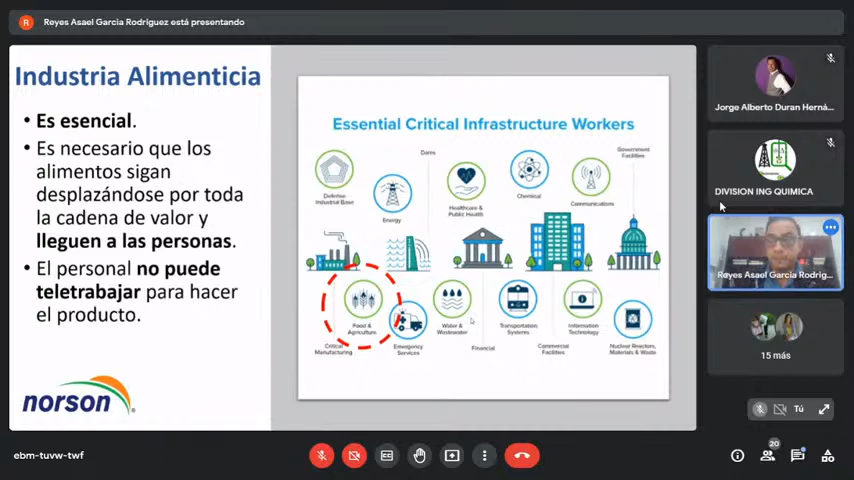 R
Reyes Asael Garcia Rodriguez está presentando
Industria Alimenticia
• Es esencial.
• Es necesario que los
alimentos sigan
desplazándose por toda
la cadena de valor y
lleguen a las personas.
• El personal no puede
teletrabajar para hacer
el producto.
norson
Essential Critical Infrastructure Workers
Defense
Industrial Base
Energy
Dams
Healthcare &
Public Health
Chemical
Communications
Government
Facilities
Food &
Agriculture
Critical
Manufacturing
Emergency
Services
Water &
Wastewater
Financial
Transportation
Systems
Commercial
Facilities
Information
Technology
Nuclear Reactors,
Materials & Waste
Jorge Alberto Duran Herná...
DIVISION ING QUIMICA
Reyes Asael Garcia Rodrig...
15 más
Tú
ebm-tuvw-twf
20